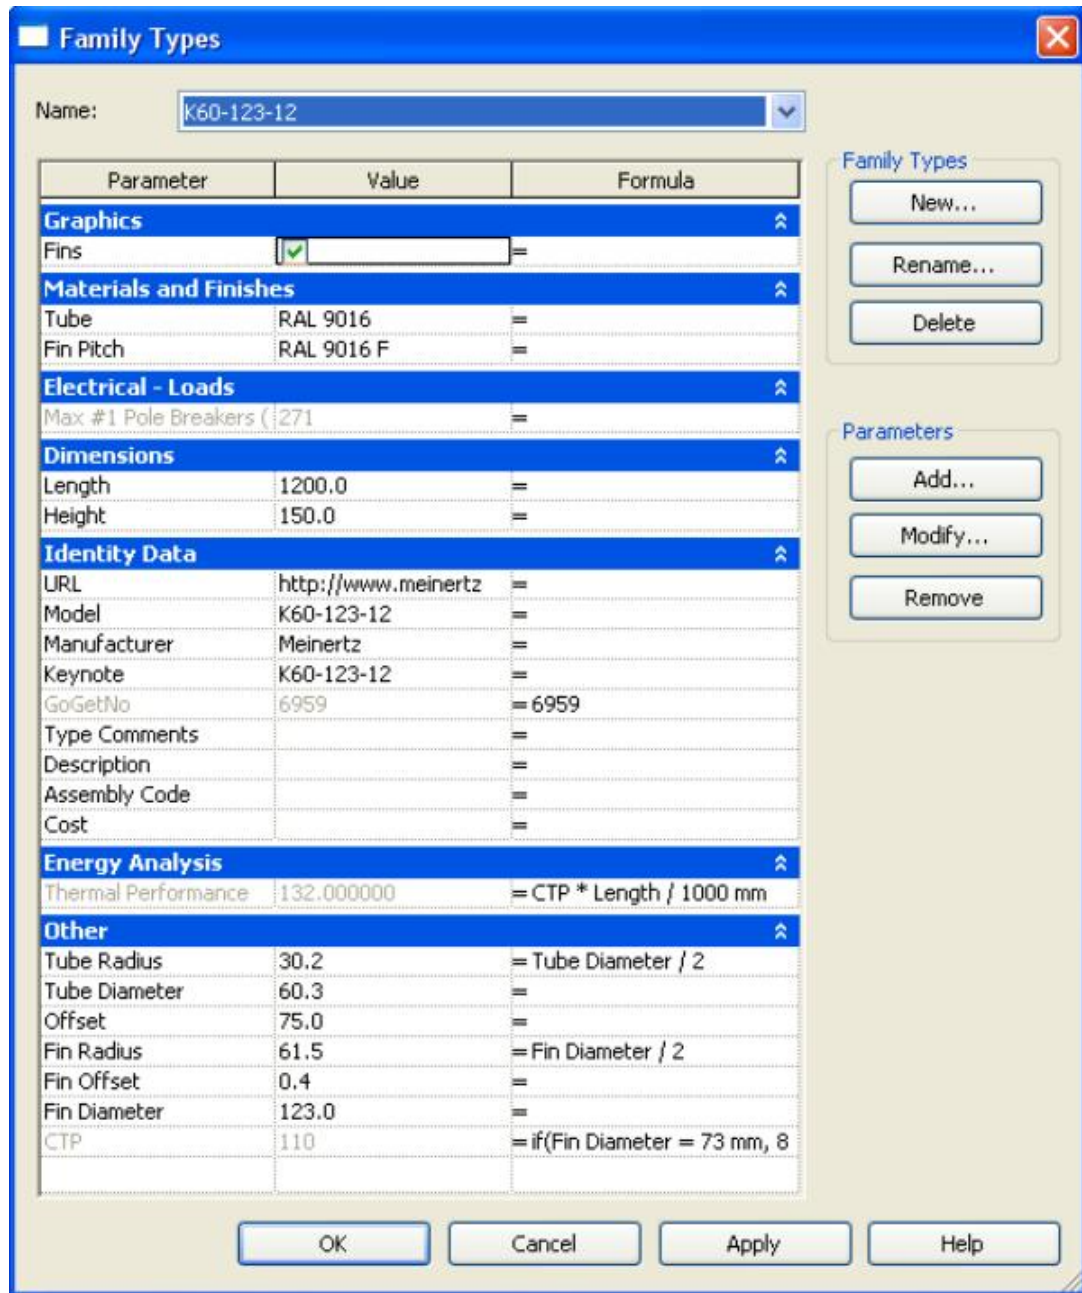 Family Types
Name: K60-123-12
Parameter Value Formula
Graphics
Fins =
Materials and Finishes
Tube RAL 9016 =
Fin Pitch RAL 9016 F =
Electrical - Loads
Max #1 Pole Breakers ( 271 =
Dimensions
Length 1200.0 =
Height 150.0 =
Identity Data
URL http://www.meinertz =
Model K60-123-12 =
Manufacturer Meinertz =
Keynote K60-123-12 =
GoGetNo 6959 = 6959
Type Comments =
Description =
Assembly Code =
Cost =
Energy Analysis
Thermal Performance 132.000000 = CTP * Length / 1000 mm
Other
Tube Radius 30.2 = Tube Diameter / 2
Tube Diameter 60.3 =
Offset 75.0 =
Fin Radius 61.5 = Fin Diameter / 2
Fin Offset 0.4 =
Fin Diameter 123.0 =
CTP 110 = if(Fin Diameter = 73 mm, 8
Family Types
New...
Rename...
Delete
Parameters
Add...
Modify...
Remove
OK Cancel Apply Help